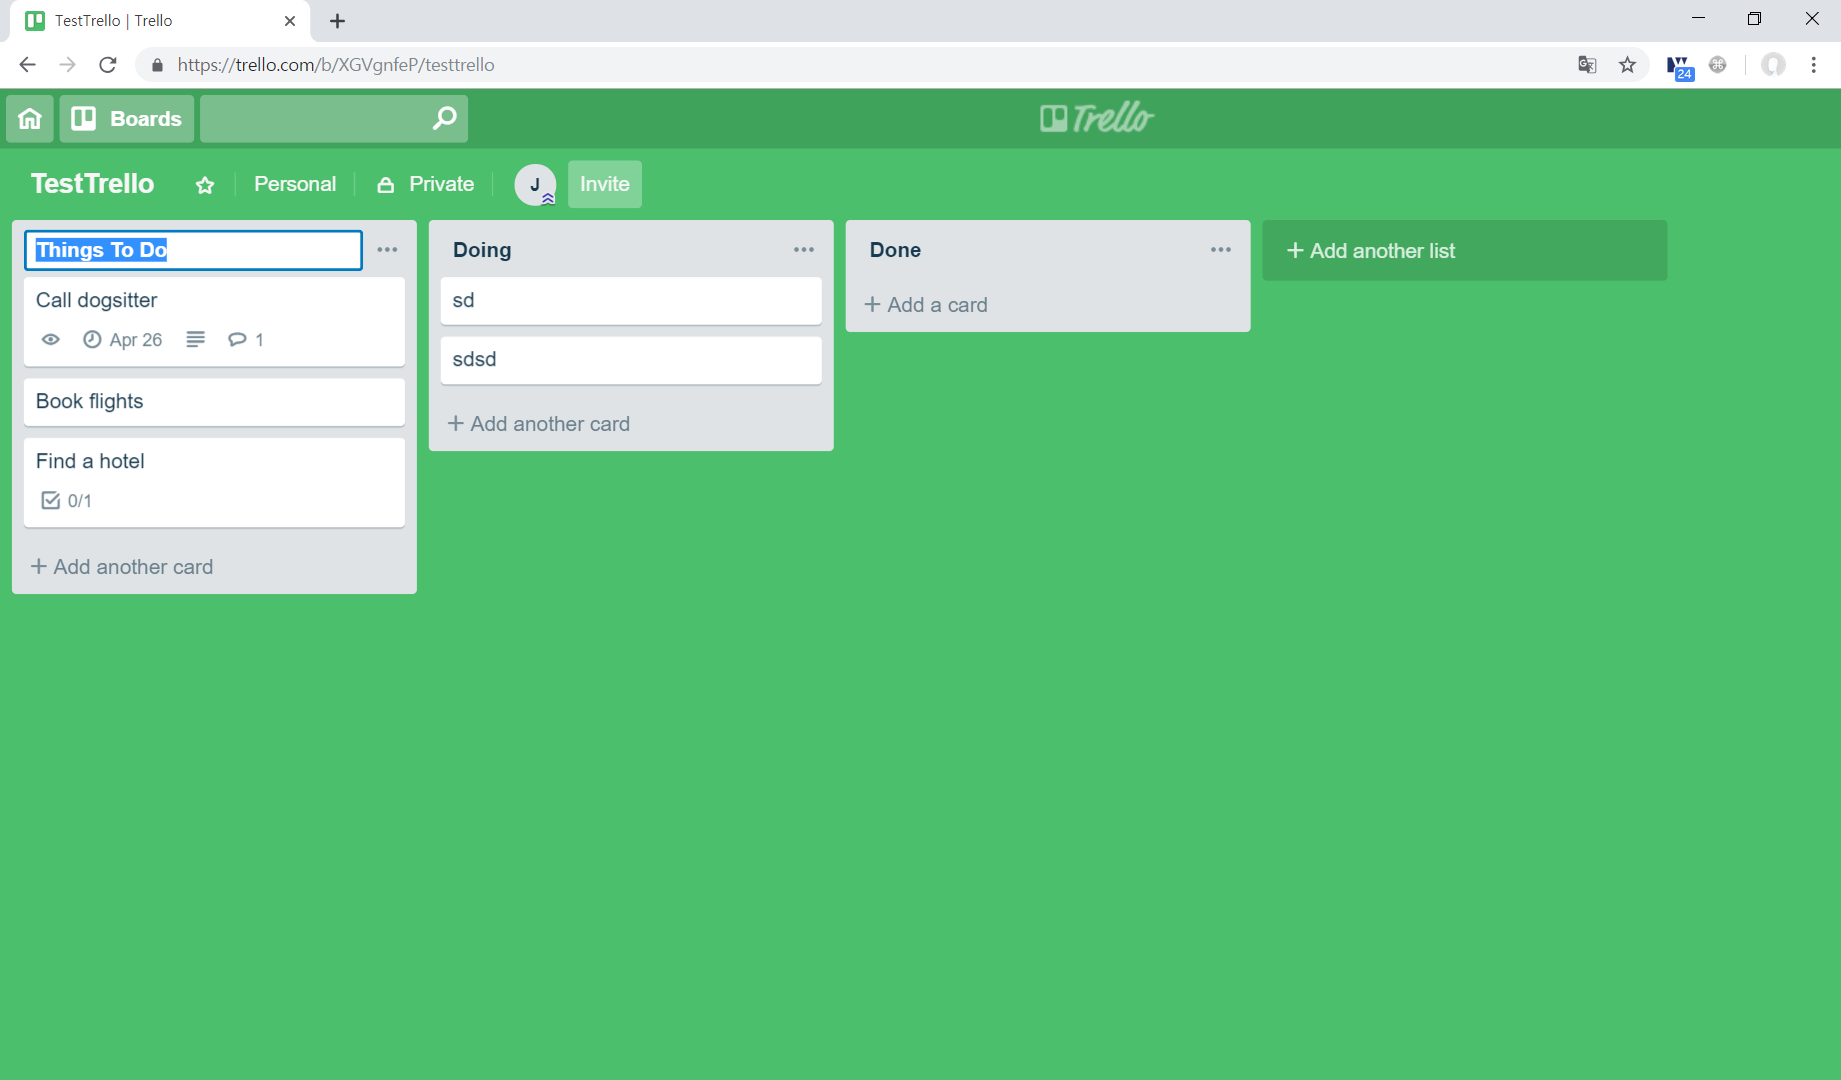 TestTrello | Trello
https://trello.com/b/XGVgnfeP/testtrello
24
Boards
Trello
TestTrello
Personal
Private
J
Invite
Things To Do
Call dogsitter
Apr 26
1
Book flights
Find a hotel
0/1
+ Add another card
Doing
sd
sdsd
+ Add another card
Done
+ Add a card
+ Add another list